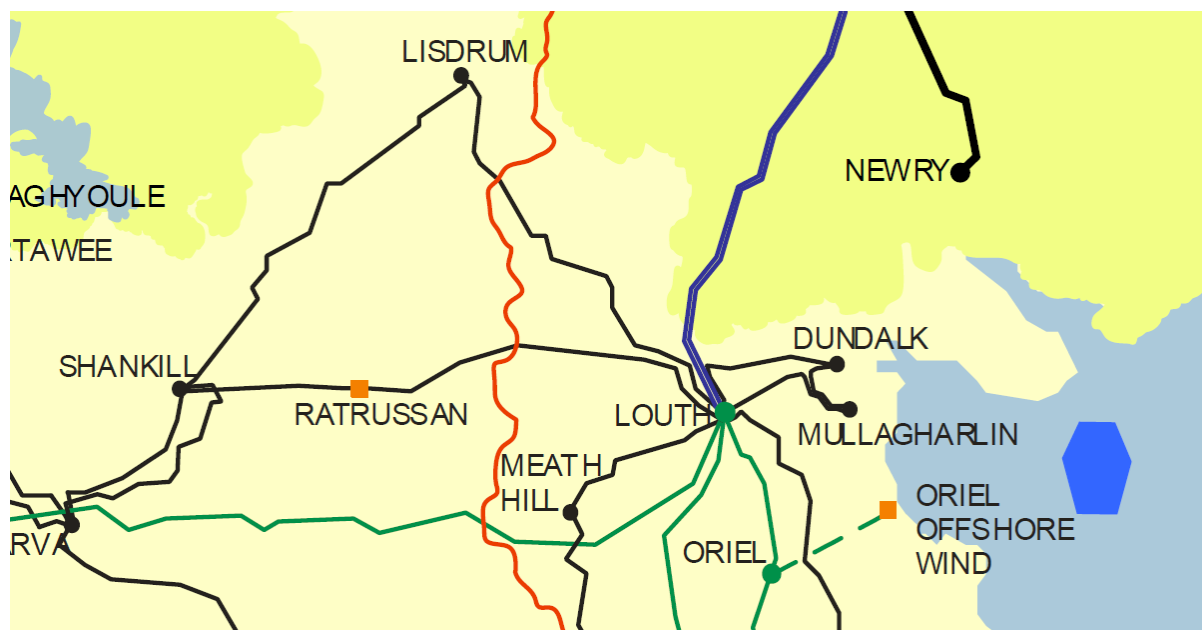 LISDRUM
NEWRY
AGHYOULE
RTAWEE
DUNDALK
SHANKILL
RATRUSSAN
LOUTH
MULLAGHARLIN
MEATH
HILL
ORIEL
OFFSHORE
WIND
RVA
ORIEL